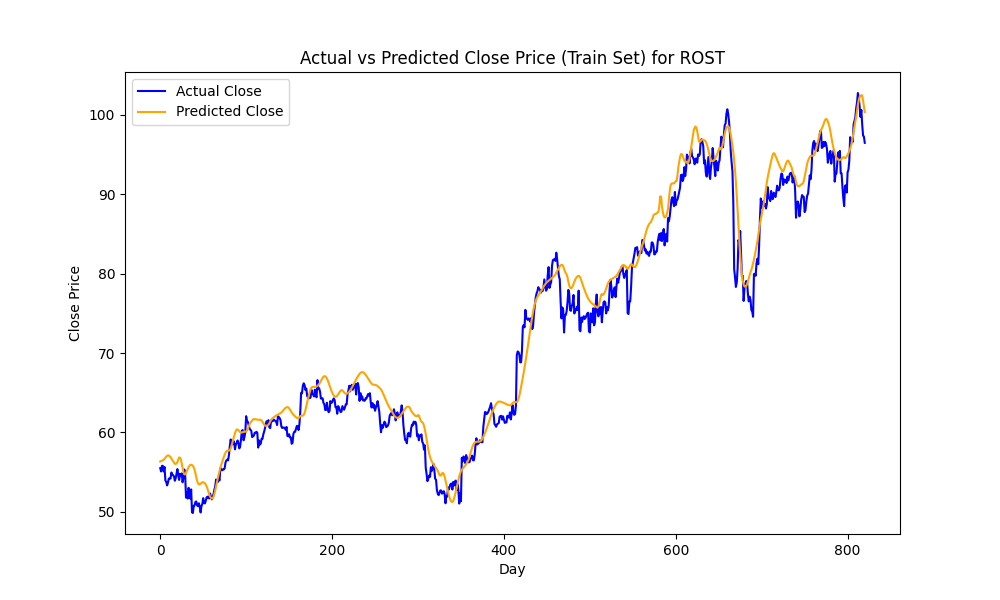 Actual vs Predicted Close Price (Train Set) for ROST
Actual Close
Predicted Close
100
90
80
70
60
50
Close Price
0 200 400 600 800
Day